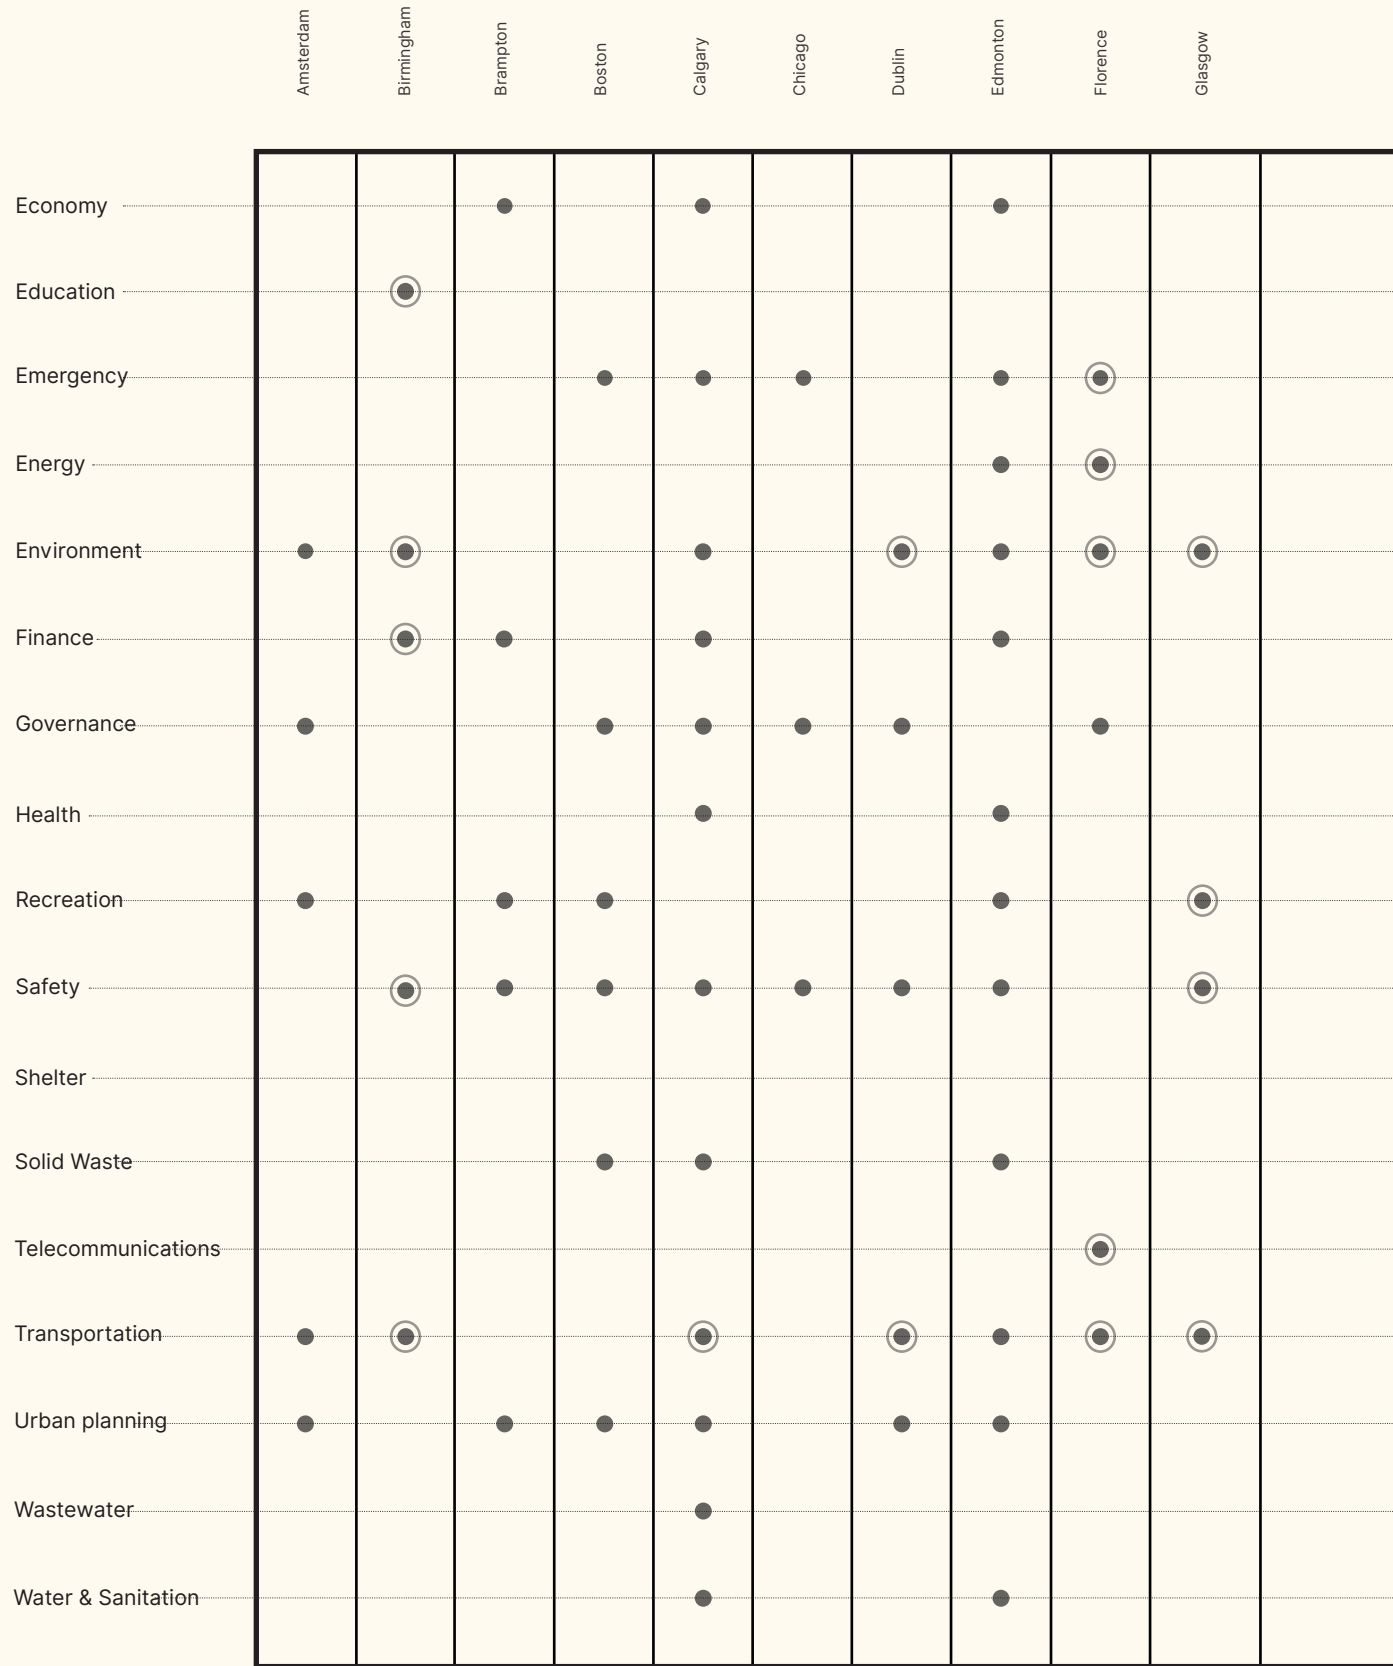 Amsterdam
Birmingham
Brampton
Boston
Calgary
Chicago
Dublin
Edmonton
Florence
Glasgow
Economy
Education
Emergency
Energy
Environment
Finance
Governance
Health
Recreation
Safety
Shelter
Solid Waste
Telecommunications
Transportation
Urban planning
Wastewater
Water & Sanitation